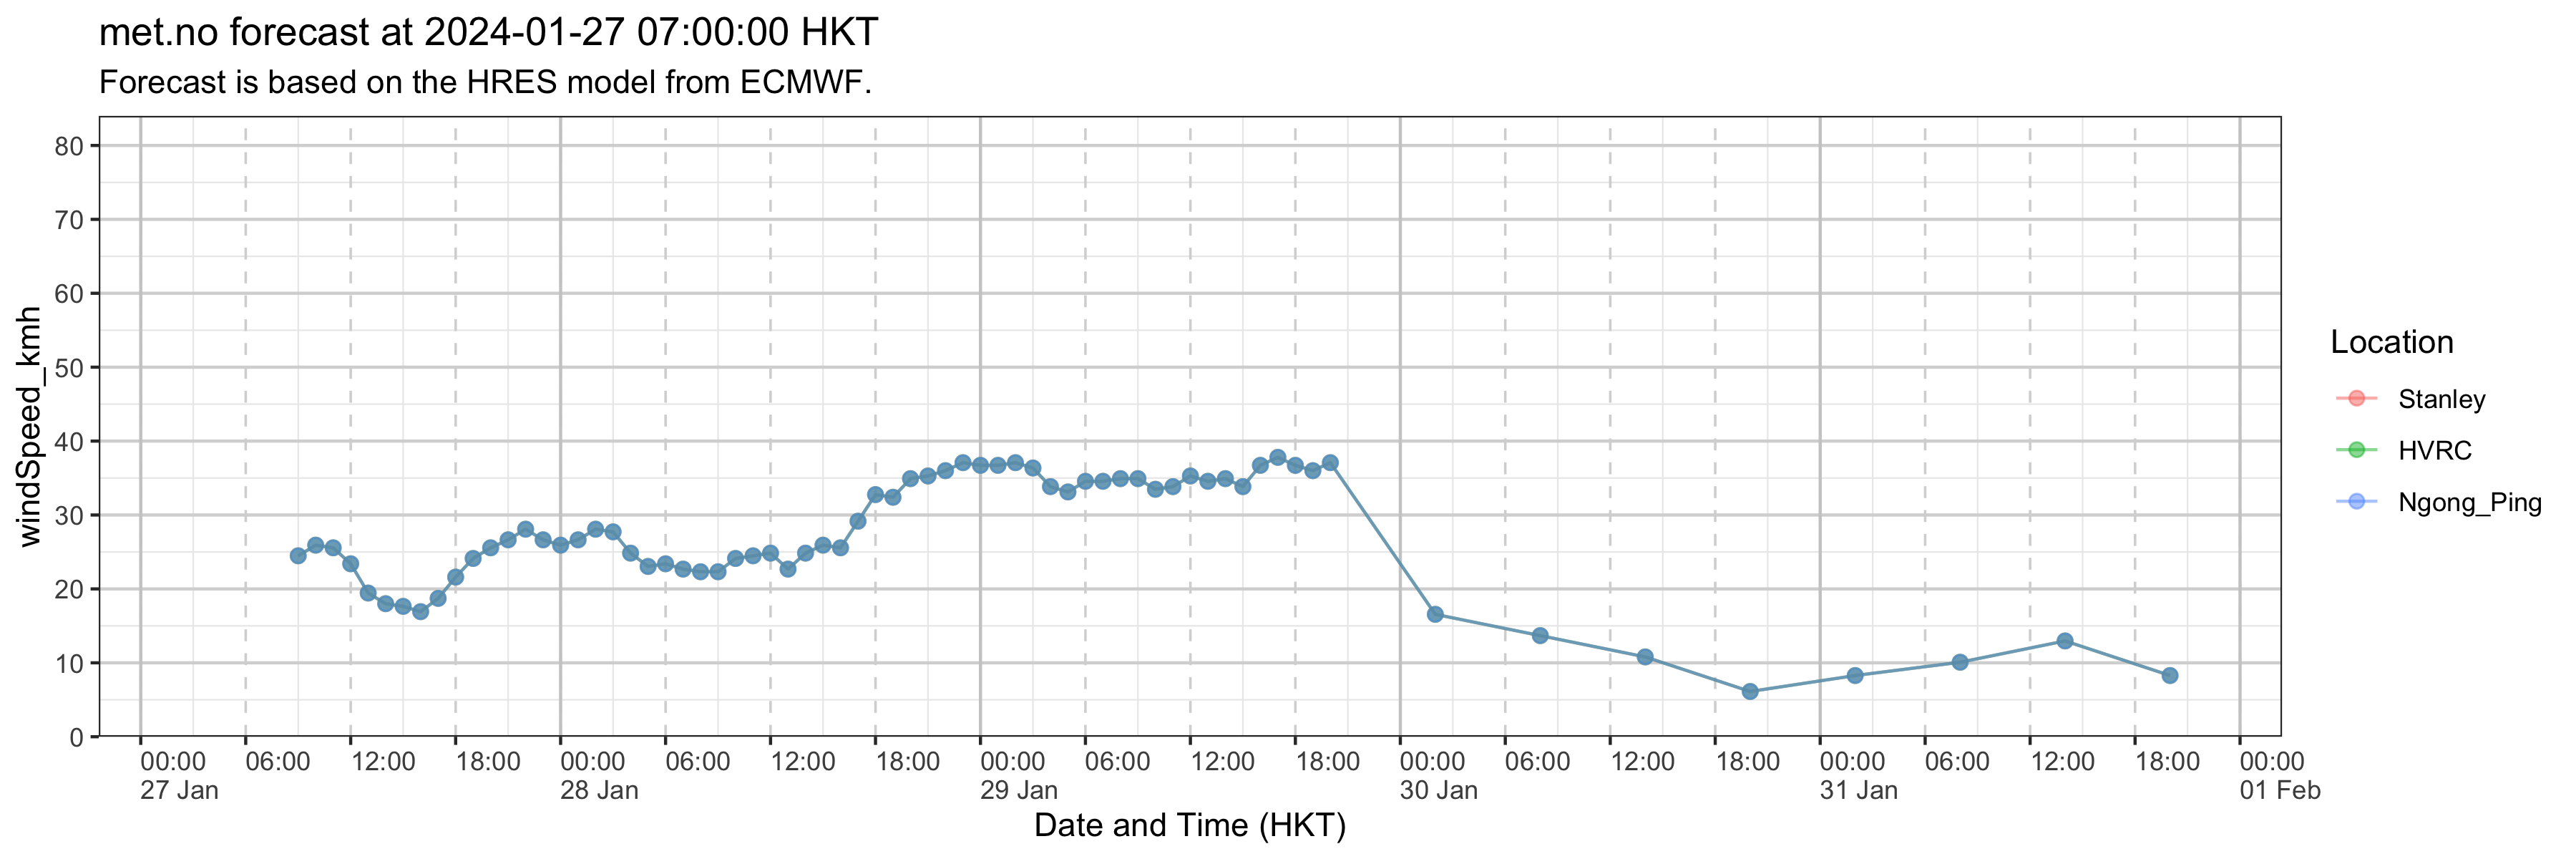 met.no forecast at 2024-01-27 07:00:00 HKT
Forecast is based on the HRES model from ECMWF.
windSpeed_kmh
80
70
60
50
40
30
20
10
0
00:00 06:00 12:00 18:00 00:00 06:00 12:00 18:00 00:00 06:00 12:00 18:00 00:00 06:00 12:00 18:00 00:00 06:00 12:00 18:00 00:00
27 Jan 28 Jan 29 Jan 30 Jan 31 Jan 01 Feb
Date and Time (HKT)
Location
Stanley
HVRC
Ngong_Ping